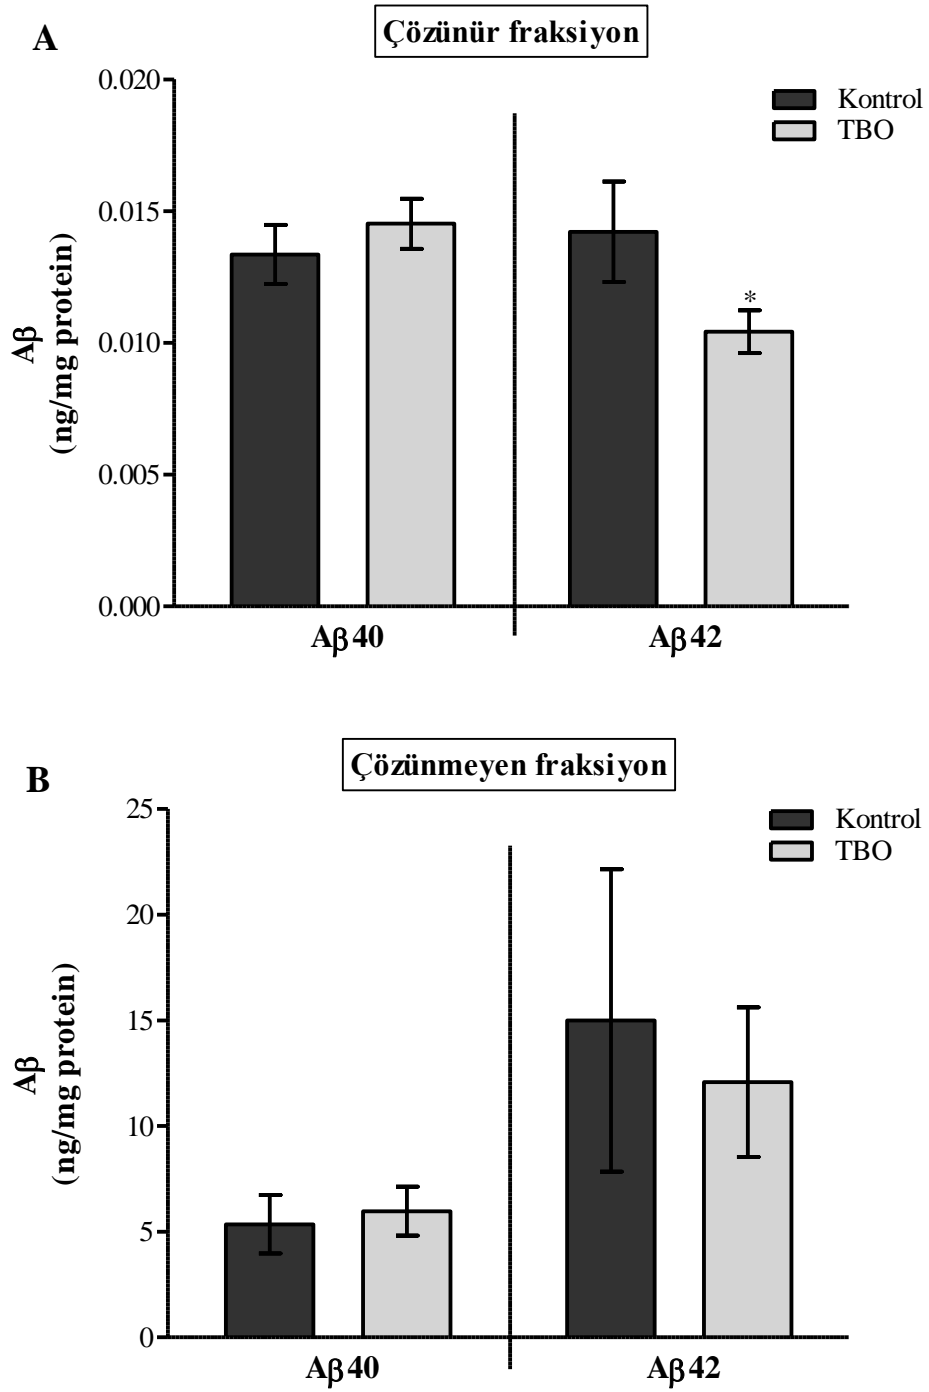 A
Çözünür fraksiyon
Kontrol
TBO
0.020
0.015
0.010
0.005
0.000
Aβ
(ng/mg protein)
*
Aβ40
Aβ42
B
Çözünmeyen fraksiyon
Kontrol
TBO
25
20
15
10
5
0
Aβ
(ng/mg protein)
Aβ40
Aβ42